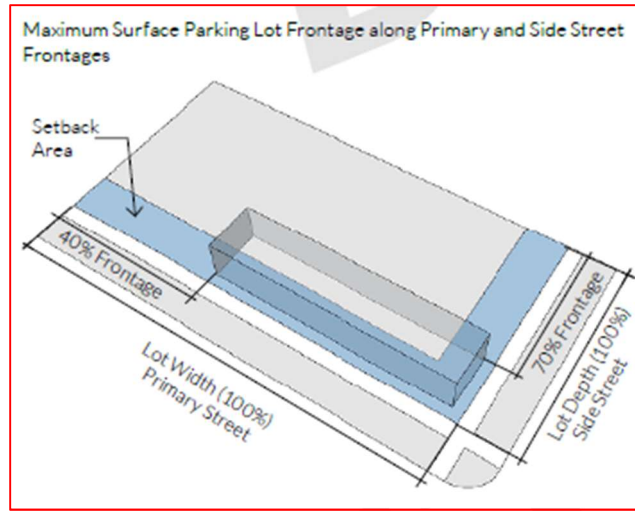 Maximum Surface Parking Lot Frontage along Primary and Side Street
Frontages
Setback
Area
40% Frontage
70% Frontage
Lot Width (100%)
Primary Street
Lot Depth (100%)
Side Street